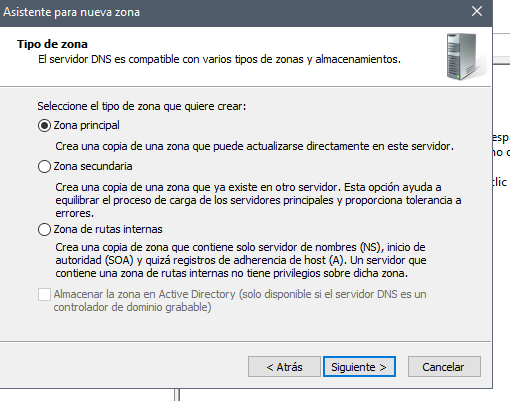 Asistente para nueva zona
Tipo de zona
El servidor DNS es compatible con varios tipos de zonas y almacenamientos.
Seleccione el tipo de zona que quiere crear:
Zona principal
Crea una copia de una zona que puede actualizarse directamente en este servidor.
Zona secundaria
Crea una copia de una zona que ya existe en otro servidor. Esta opción ayuda a
equilibrar el proceso de carga de los servidores principales y proporciona tolerancia a
errores.
Zona de rutas internas
Crea una copia de zona que contiene solo servidor de nombres (NS), inicio de
autoridad (SOA) y quizá registros de adherencia de host (A). Un servidor que
contiene una zona de rutas internas no tiene privilegios sobre dicha zona.
Almacenar la zona en Active Directory (solo disponible si el servidor DNS es un
controlador de dominio grabable)
< Atrás
Siguiente >
Cancelar